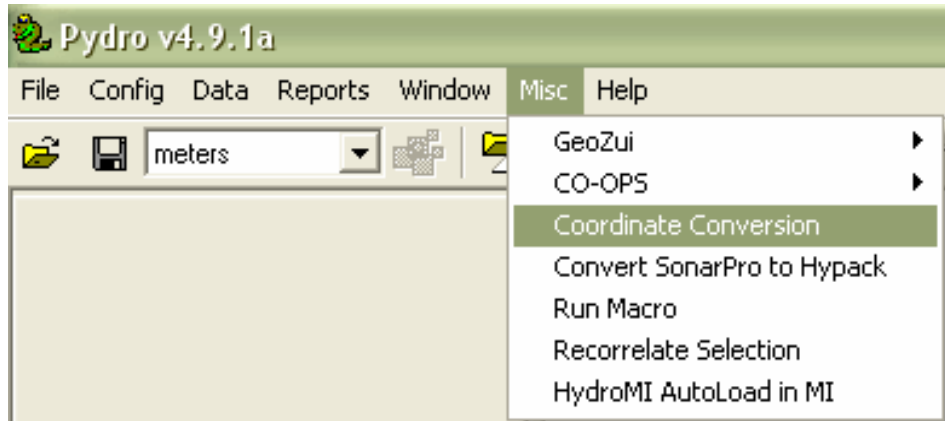 Pydro v4.9.1a
File Config Data Reports Window Misc Help
meters
GeoZui
CO-OPS
Coordinate Conversion
Convert SonarPro to Hypack
Run Macro
Recorrelate Selection
HydroMI AutoLoad in MI